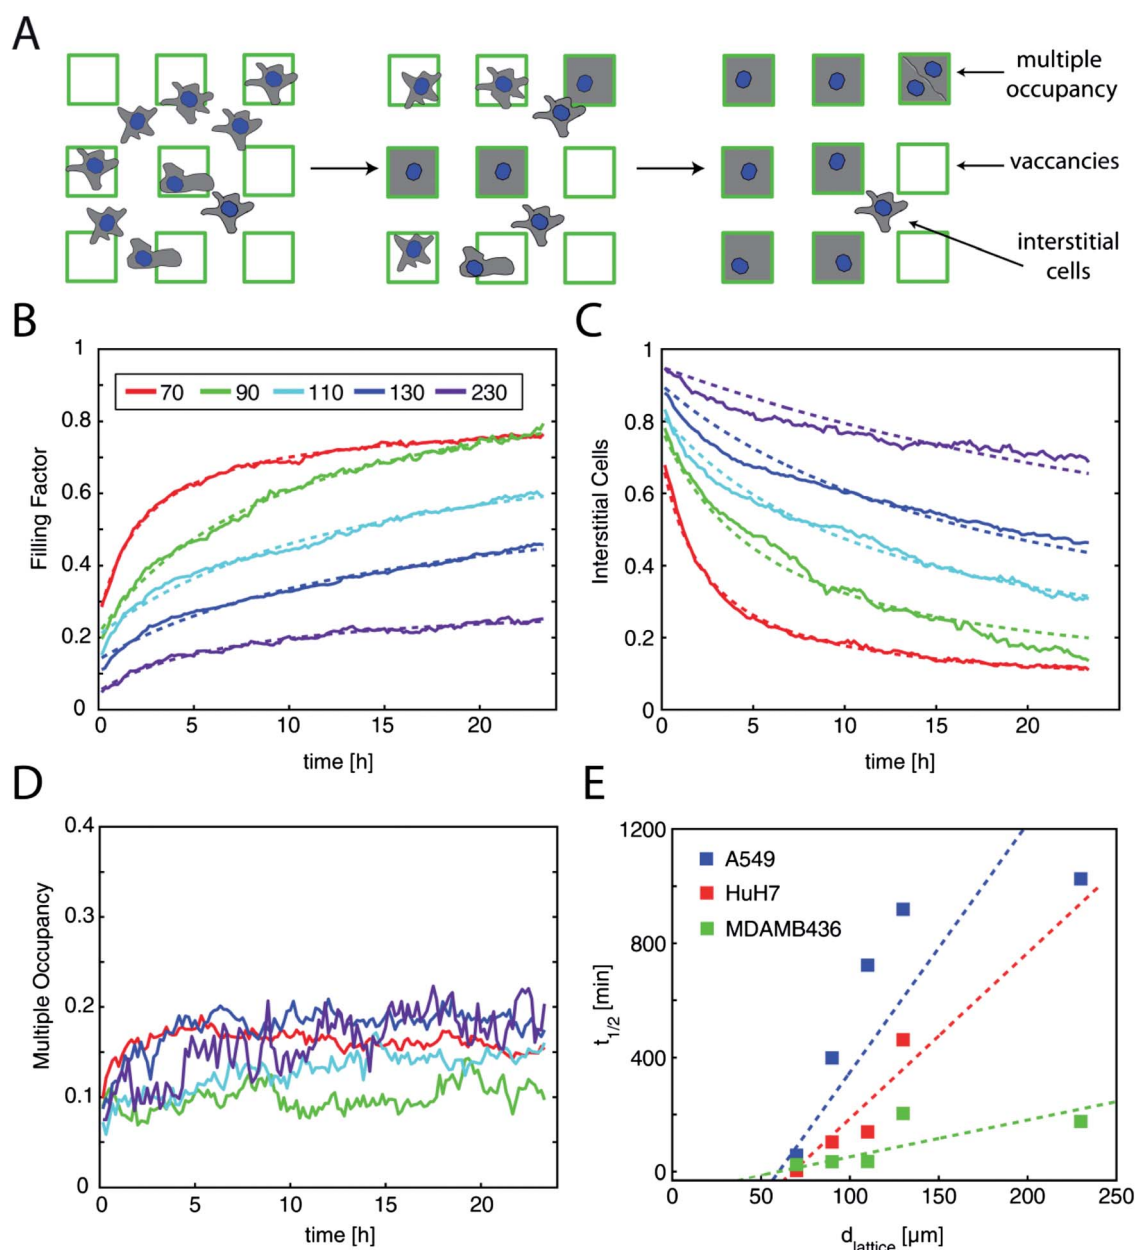 A
multiple
occupancy
vaccancies
interstitial
cells
B
1
0.8
0.6
0.4
0.2
0
Filling Factor
70 90 110 130 230
0 5 10 15 20
time [h]
C
1
0.8
0.6
0.4
0.2
0
Interstitial Cells
0 5 10 15 20
time [h]
D
0.4
0.3
0.2
0.1
0
Multiple Occupancy
0 5 10 15 20
time [h]
E
1200
800
400
0
t1/2 [min]
A549
HuH7
MDAMB436
0 50 100 150 200 250
dlattice [µm]